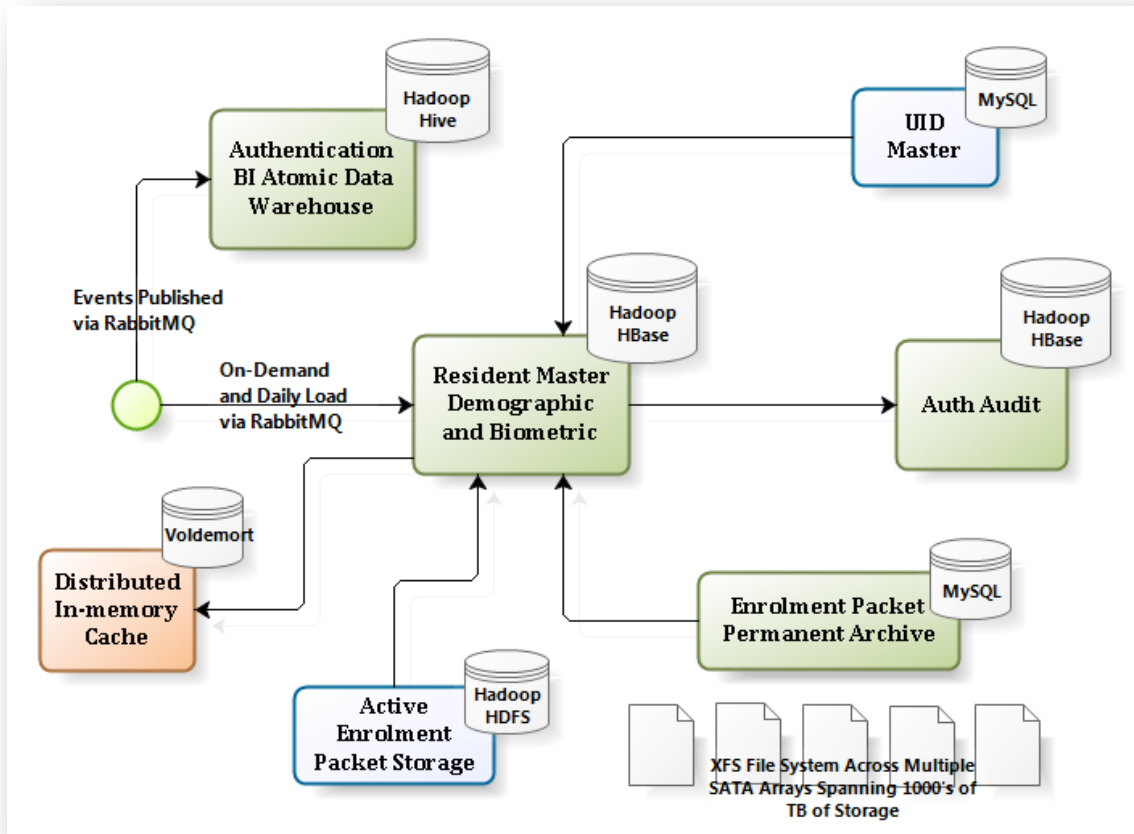 Hadoop
Hive
Authentication
BI Atomic Data
Warehouse
MySQL
UID
Master
Events Published
via RabbitMQ
On-Demand
and Daily Load
via RabbitMQ
Hadoop
HBase
Resident Master
Demographic
and Biometric
Hadoop
HBase
Auth Audit
Voldemort
Distributed
In-memory
Cache
Hadoop
HDFS
Active
Enrolment
Packet Storage
MySQL
Enrolment Packet
Permanent Archive
XFS File System Across Multiple
SATA Arrays Spanning 1000's of
TB of Storage